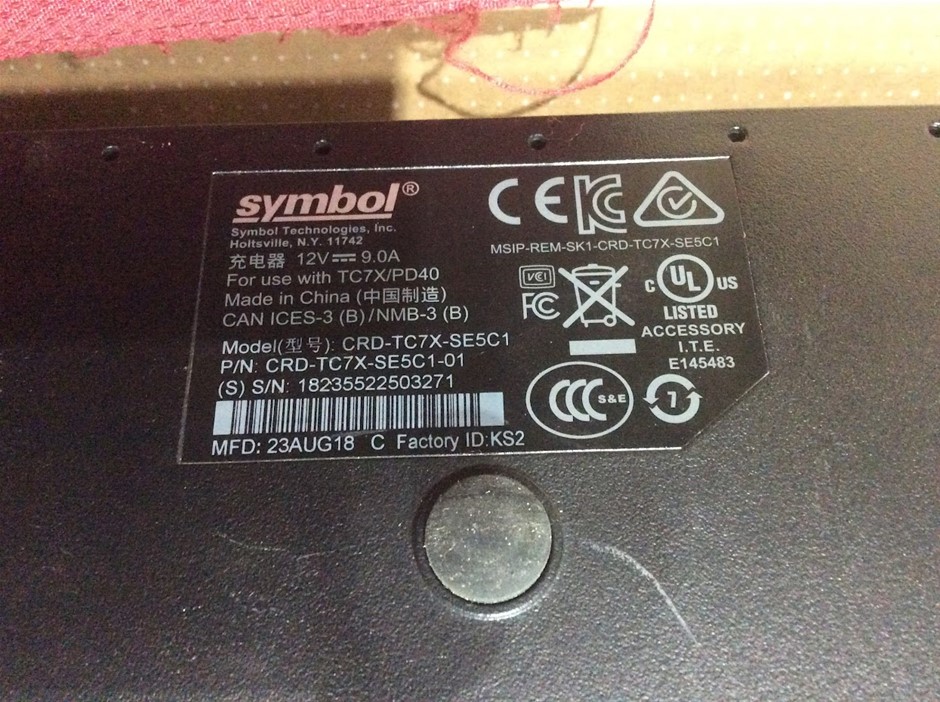 symbol®
Symbol Technologies, Inc.
Holtsville, N.Y. 11742
充电器 12V⎓9.0A
For use with TC7X/PD40
Made in China (中国制造)
CAN ICES-3 (B)/NMB-3 (B)
Model(型号): CRD-TC7X-SE5C1
P/N: CRD-TC7X-SE5C1-01
(S) S/N: 18235522503271
MFD: 23AUG18 C Factory ID:KS2
CE KC
MSIP-REM-SK1-CRD-TC7X-SE5C1
VCI
FC
C UL US
LISTED
ACCESSORY
I.T.E.
E145483
CCC S&E
7